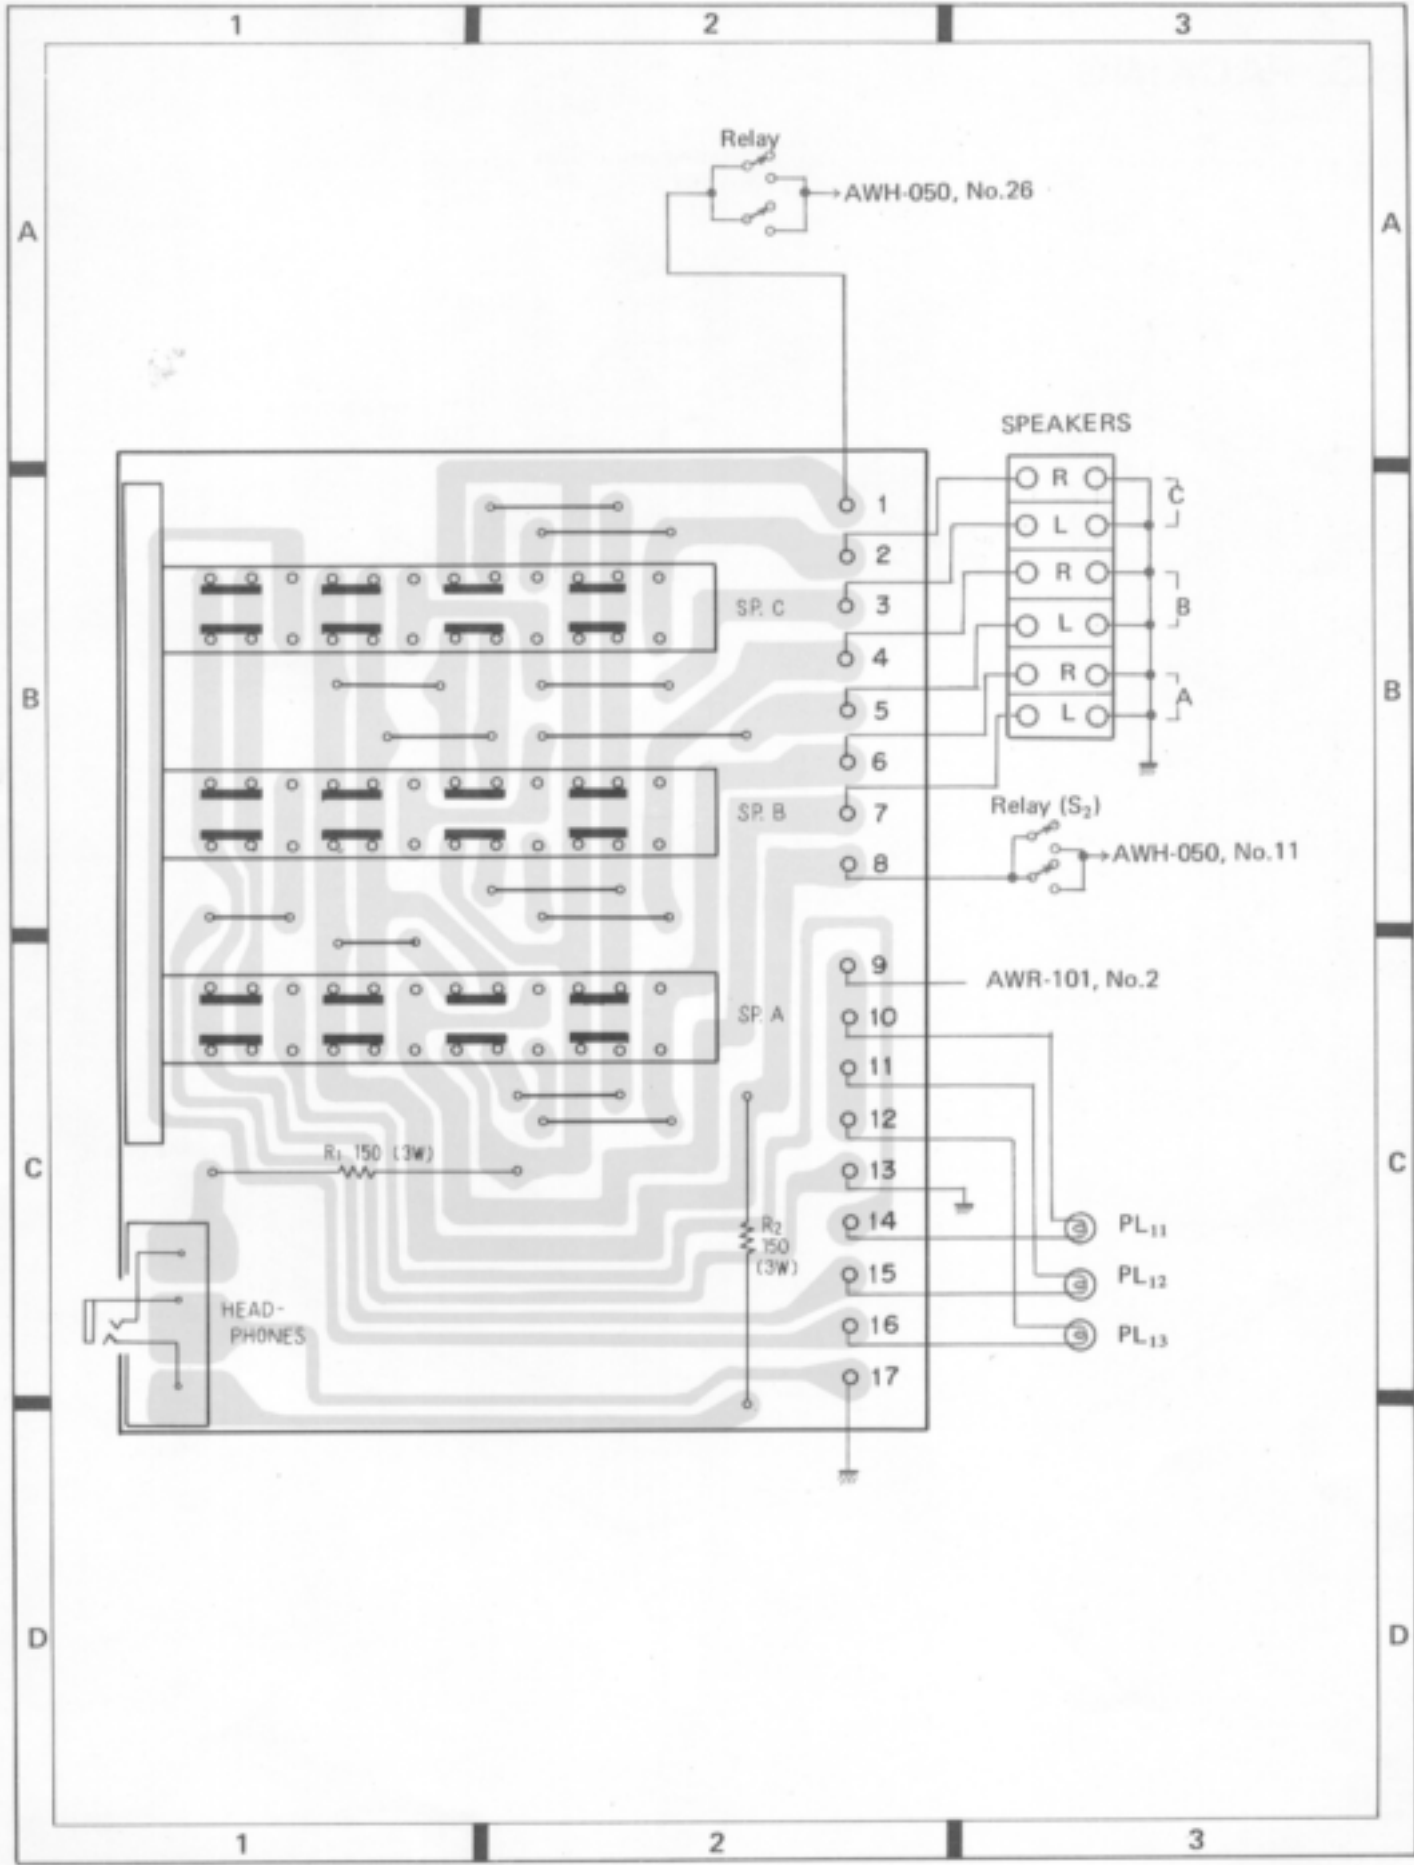 1 2 3
Relay
AWH-050, No.26
A A
SPEAKERS
R
C
L
R
B
L
R
A
L
1
2
SP. C 3
4
5
6
SP. B 7
8
Relay (S₂)
AWH-050, No.11
B B
9
AWR-101, No.2
SP. A
10
11
12
R₁ 150 (3W)
13
C C
14
R₂
150
(3W)
PL₁₁
15
PL₁₂
HEAD-
PHONES
16
PL₁₃
17
D D
1 2 3